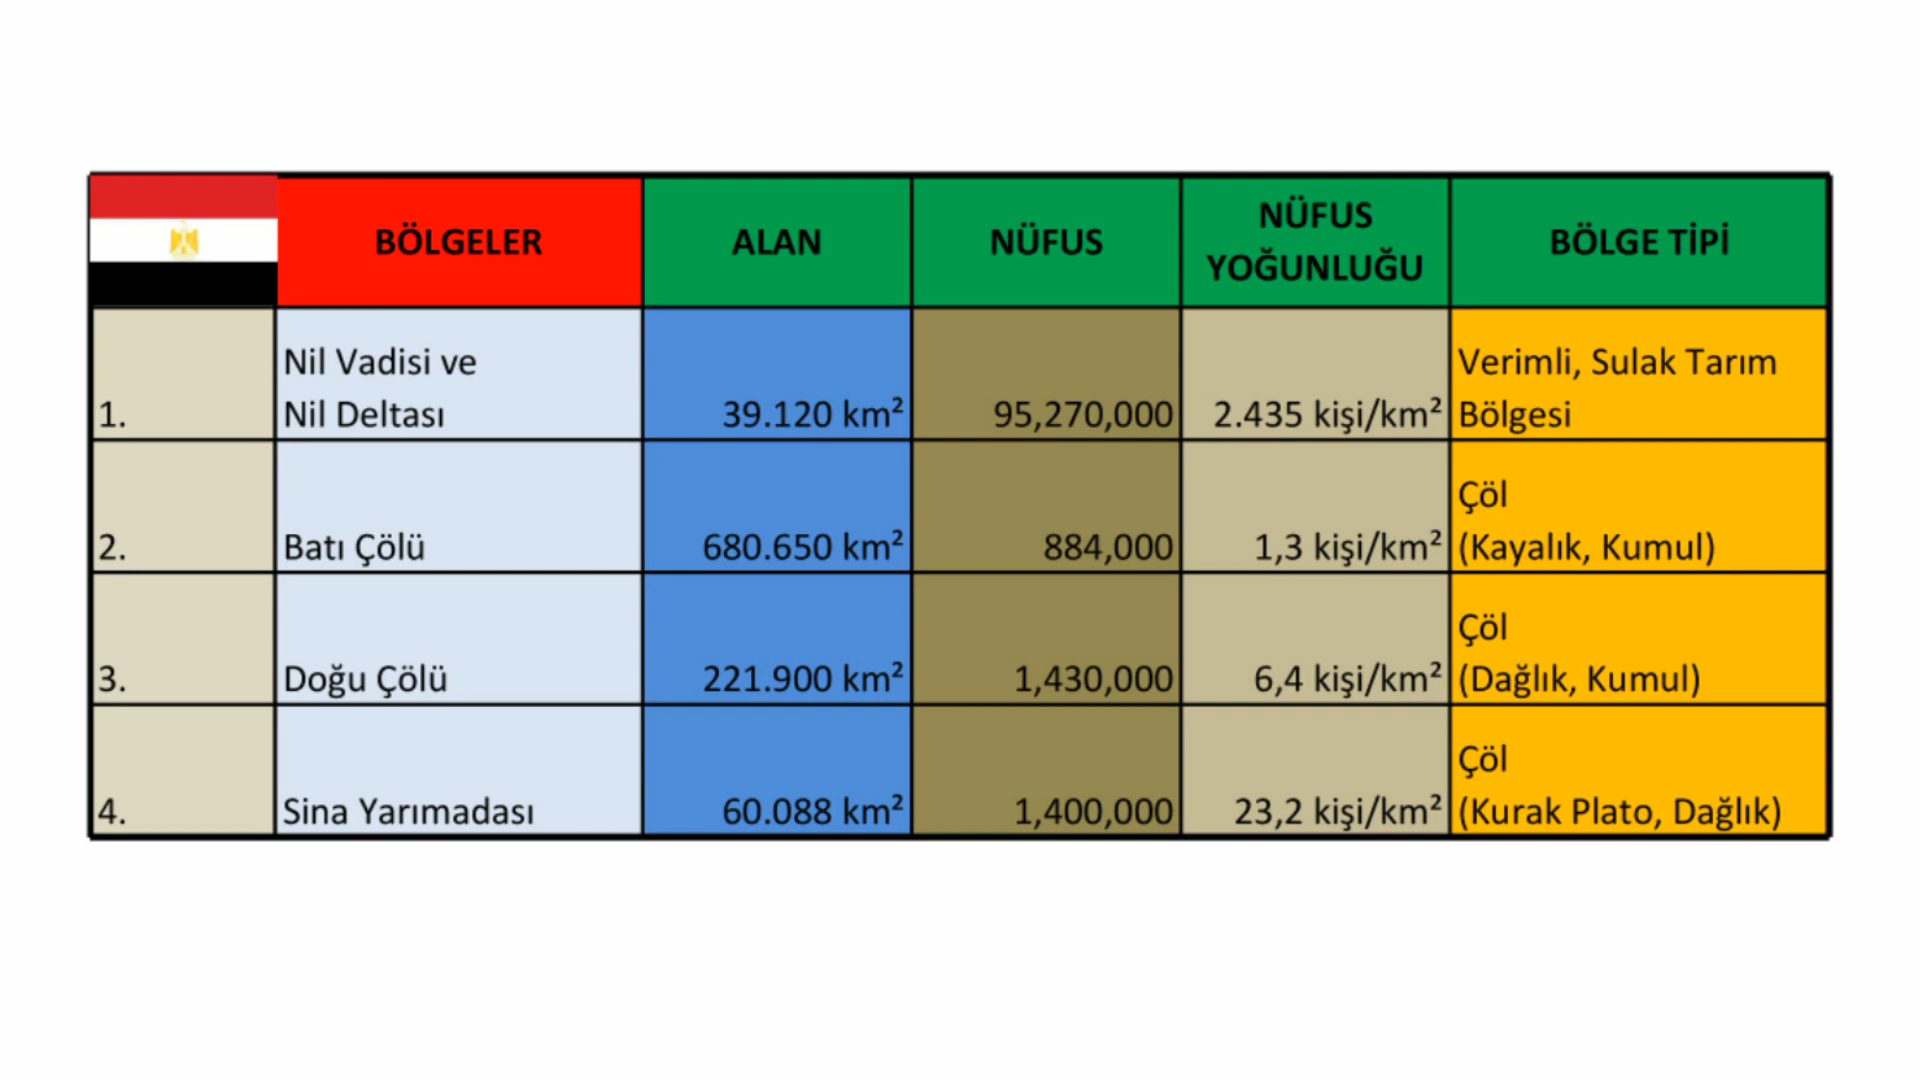 BÖLGELER ALAN NÜFUS NÜFUS YOĞUNLUĞU BÖLGE TİPİ
1. Nil Vadisi ve Nil Deltası 39.120 km² 95,270,000 2.435 kişi/km² Verimli, Sulak Tarım Bölgesi
2. Batı Çölü 680.650 km² 884,000 1,3 kişi/km² Çöl (Kayalık, Kumul)
3. Doğu Çölü 221.900 km² 1,430,000 6,4 kişi/km² Çöl (Dağlık, Kumul)
4. Sina Yarımadası 60.088 km² 1,400,000 23,2 kişi/km² Çöl (Kurak Plato, Dağlık)